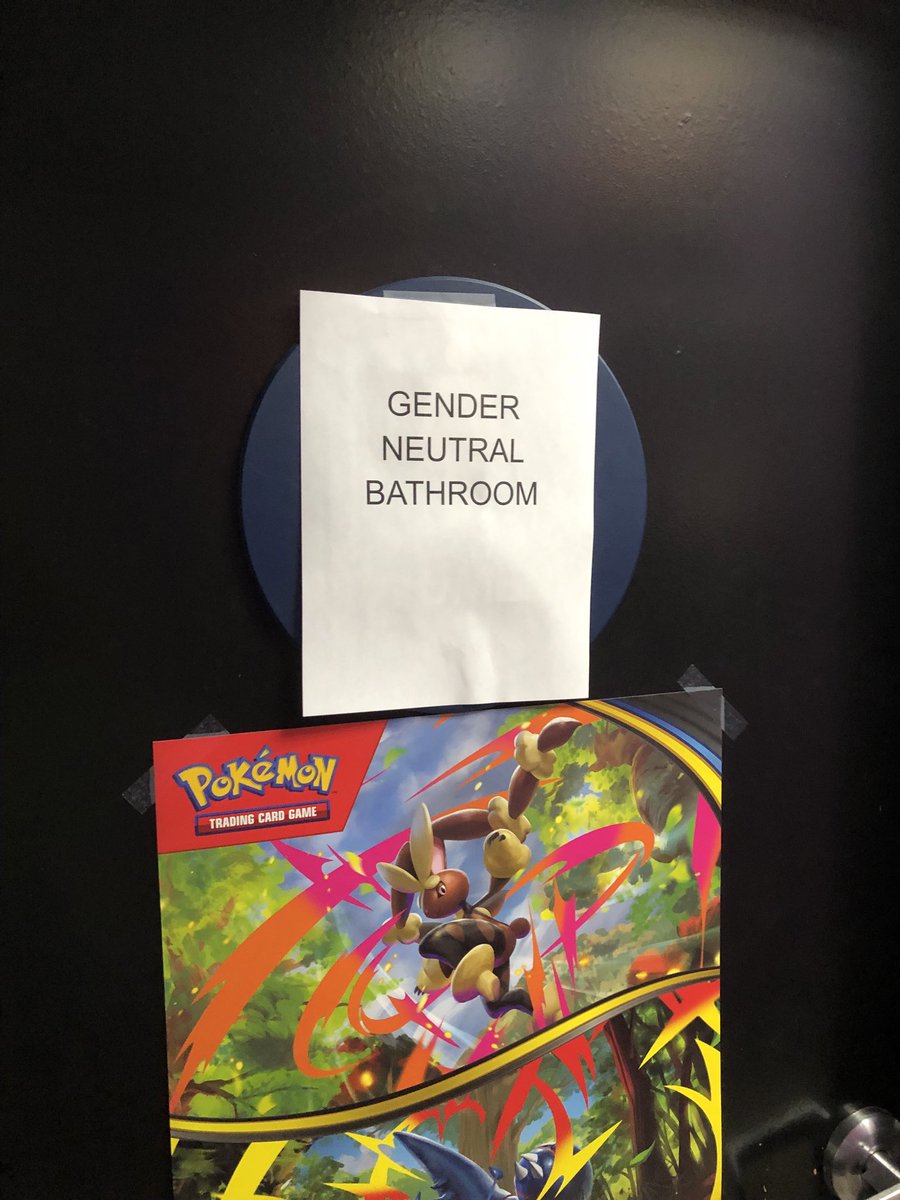 GENDER
NEUTRAL
BATHROOM
POKéMON
TRADING CARD GAME